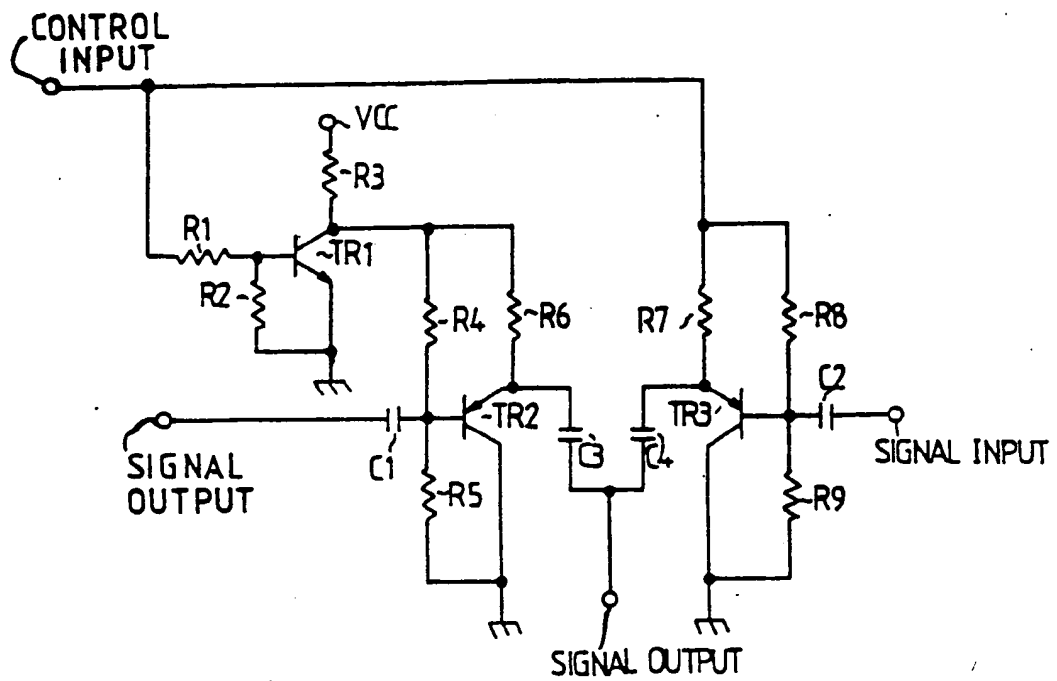 CONTROL
INPUT
VCC
R3
R1
TR1
R2
R4
R6
R7
R8
C2
TR2
TR3
C3
C4
SIGNAL INPUT
C1
SIGNAL
OUTPUT
R5
R9
SIGNAL OUTPUT